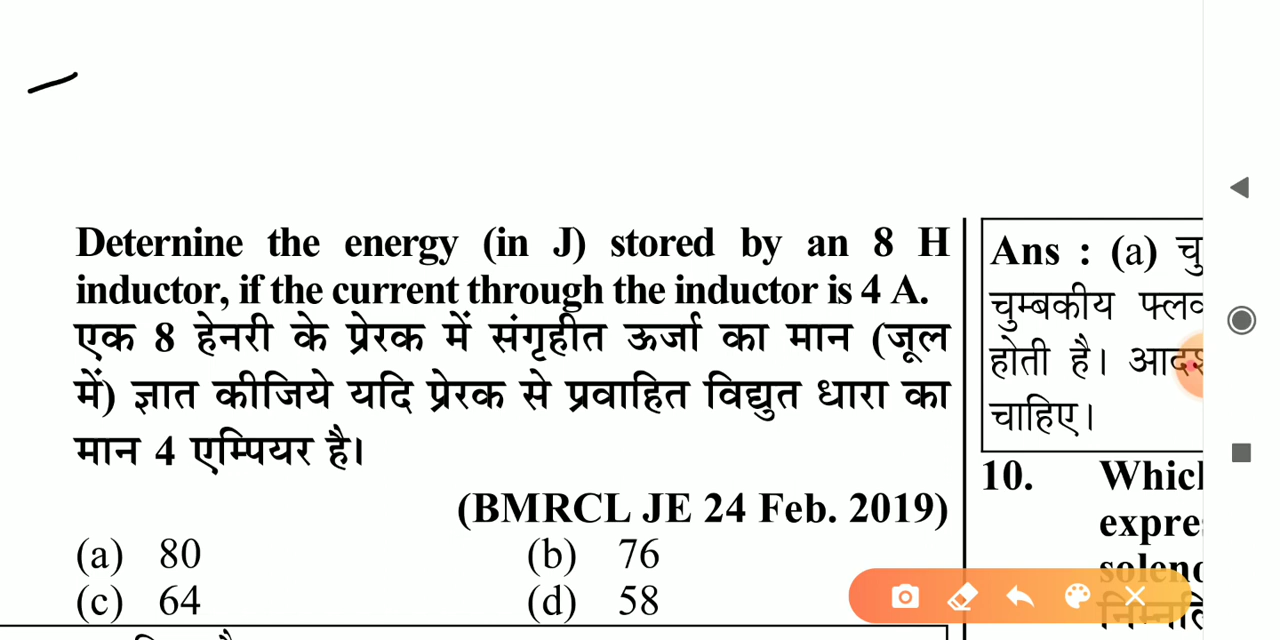 Deternine the energy (in J) stored by an 8 H
inductor, if the current through the inductor is 4 A.
एक 8 हेनरी के प्रेरक में संगृहीत ऊर्जा का मान (जूल
में) ज्ञात कीजिये यदि प्रेरक से प्रवाहित विद्युत धारा का
मान 4 एम्पियर है।
(BMRCL JE 24 Feb. 2019)
(a) 80 (b) 76
(c) 64 (d) 58
Ans : (a)
चुम्बकीय
होती है।
चाहिए।
10.